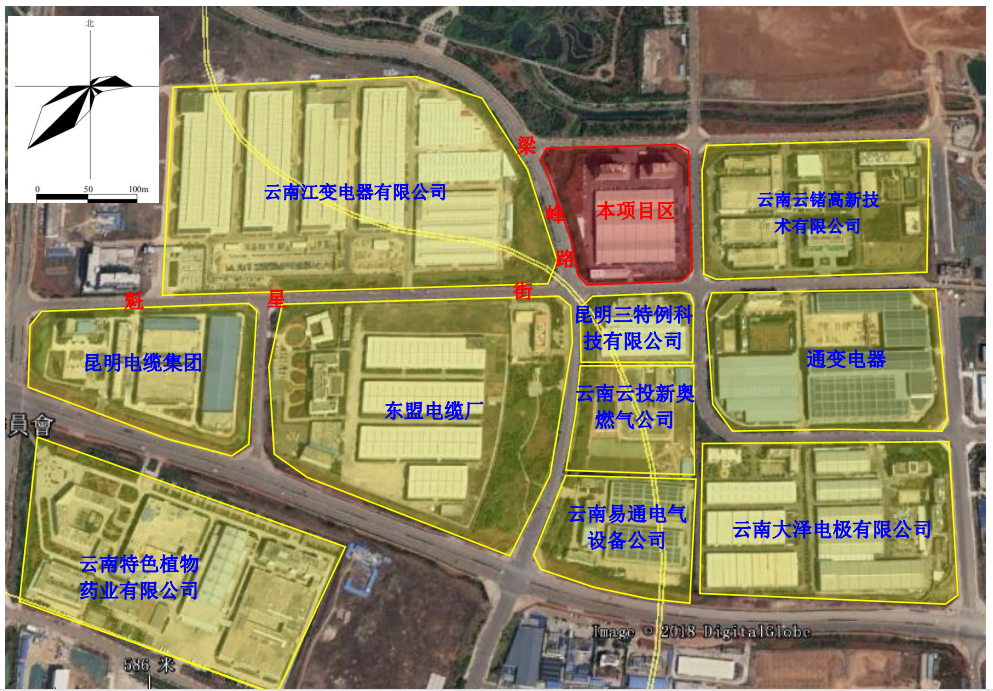 北
0 50 100m
梁
峰
路
云南江变电器有限公司
本项目区
云南云锗高新技
术有限公司
魁
星
街
昆明三特例科
技有限公司
昆明电缆集团
东盟电缆厂
通变电器
云南云投新奥
燃气公司
員會
云南易通电气
设备公司
云南大泽电极有限公司
云南特色植物
药业有限公司
Image © 2018 DigitalGlobe
586 米